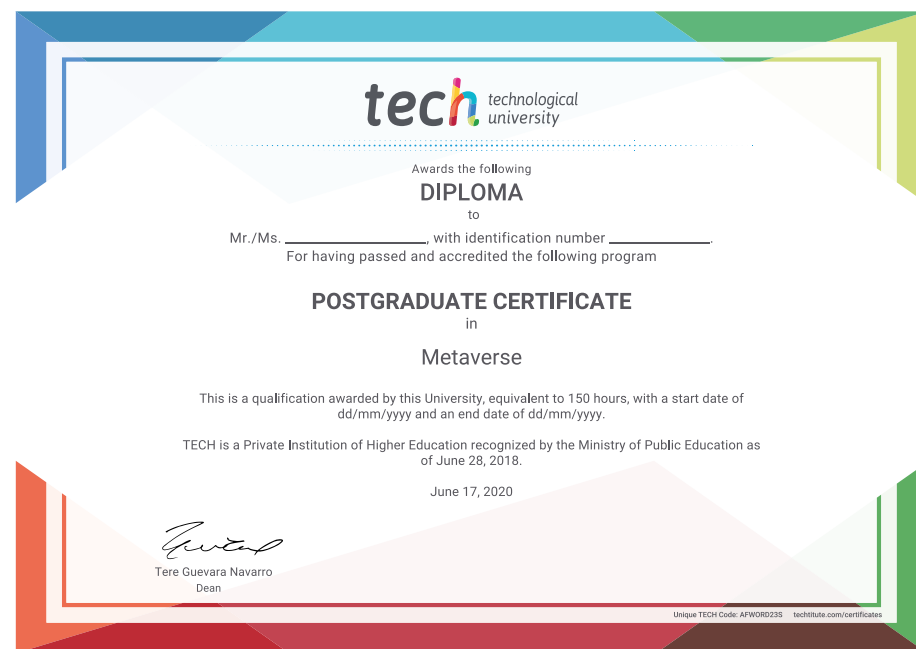 tech technological
university
Awards the following
DIPLOMA
to
Mr./Ms. ____________________, with identification number ______________.
For having passed and accredited the following program
POSTGRADUATE CERTIFICATE
in
Metaverse
This is a qualification awarded by this University, equivalent to 150 hours, with a start date of
dd/mm/yyyy and an end date of dd/mm/yyyy.
TECH is a Private Institution of Higher Education recognized by the Ministry of Public Education as
of June 28, 2018.
June 17, 2020
Tere Guevara Navarro
Dean
Unique TECH Code: AFWORD23S techtitute.com/certificates